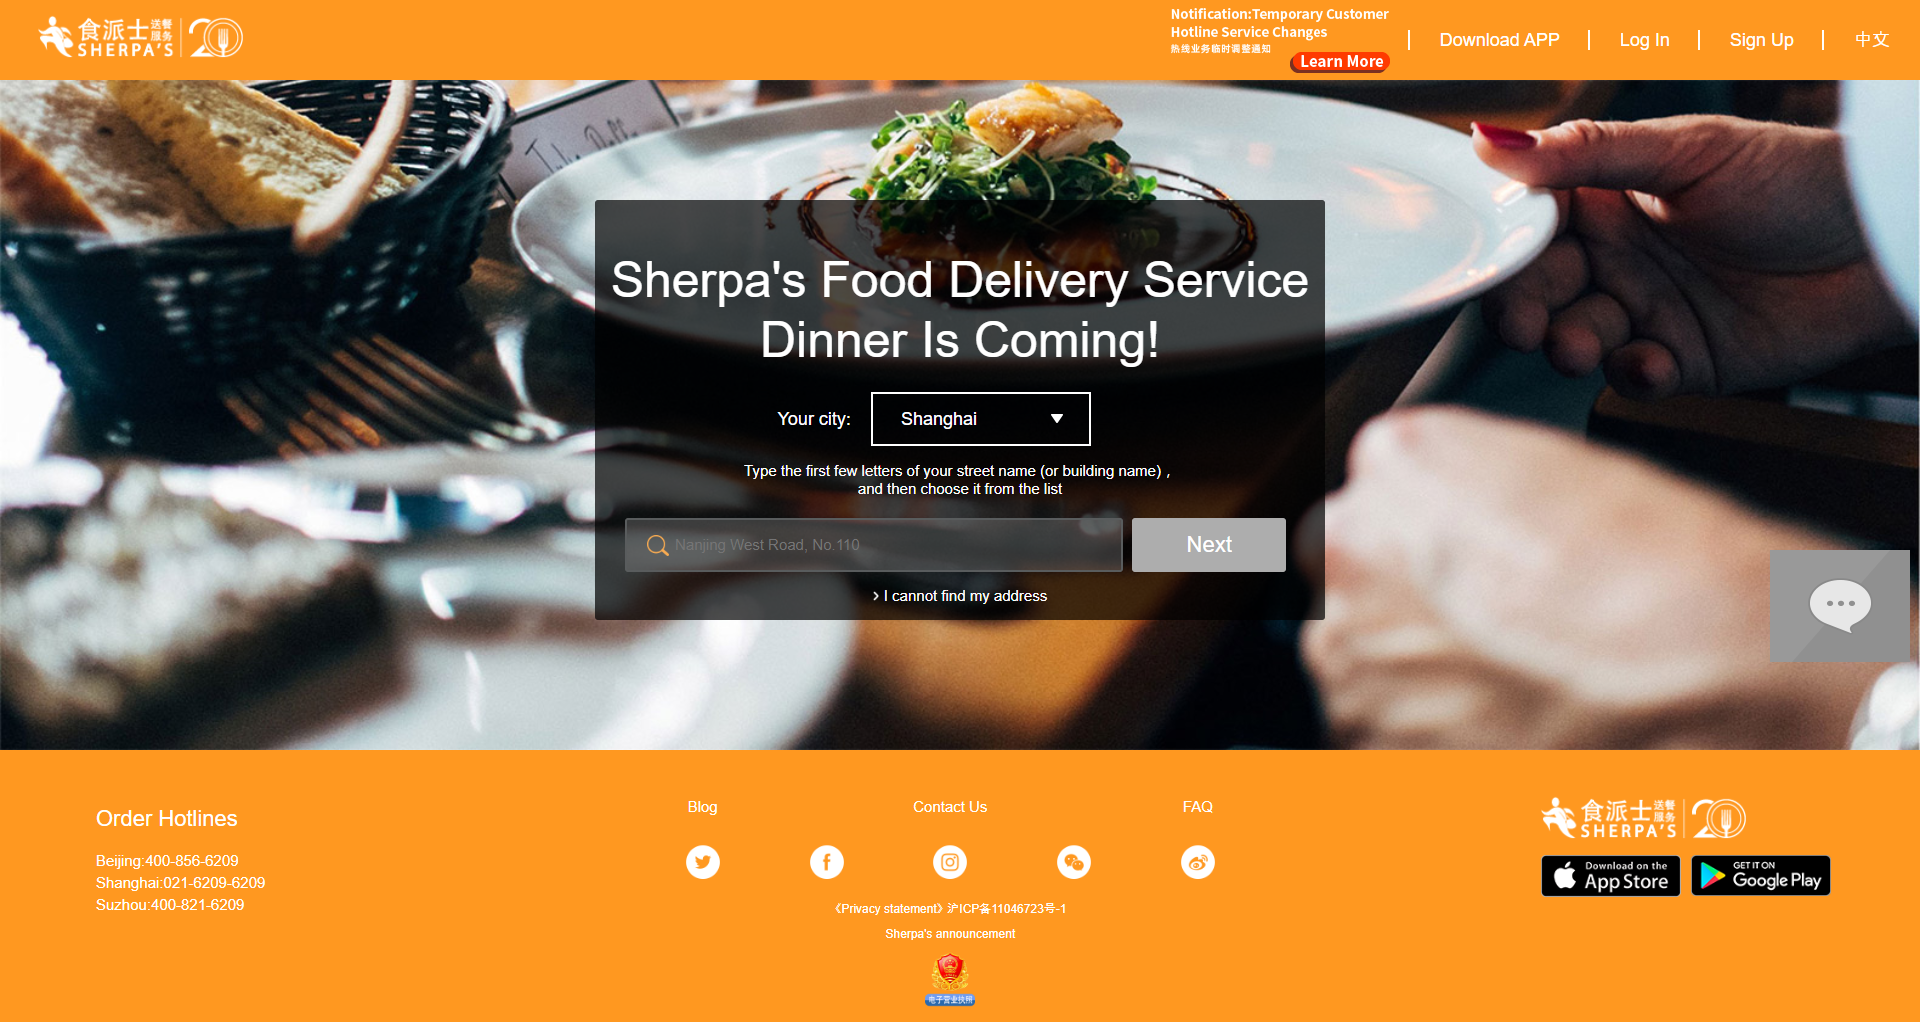 食派士 送餐服务
SHERPA'S
20
Notification:Temporary Customer
Hotline Service Changes
热线业务临时调整通知
Learn More
Download APP
Log In
Sign Up
中文
Sherpa's Food Delivery Service
Dinner Is Coming!
Your city:
Shanghai
Type the first few letters of your street name (or building name) ,
and then choose it from the list
Nanjing West Road, No.110
Next
I cannot find my address
Order Hotlines
Beijing:400-856-6209
Shanghai:021-6209-6209
Suzhou:400-821-6209
Blog
Contact Us
FAQ
《Privacy statement》沪ICP备11046723号-1
Sherpa's announcement
电子营业执照
食派士 送餐服务
SHERPA'S
20
Download on the
App Store
GET IT ON
Google Play